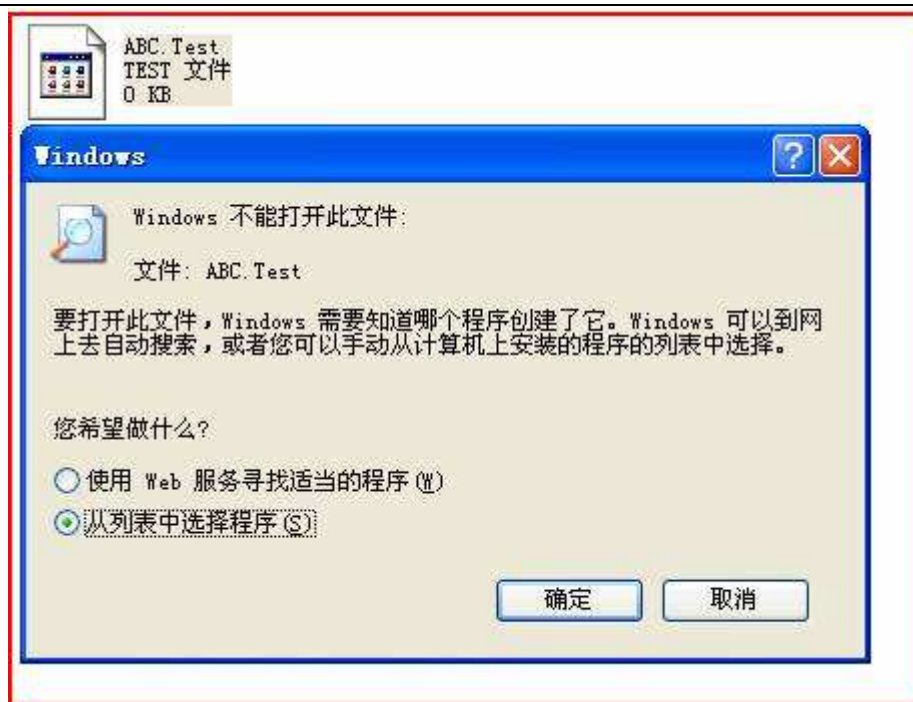 ABC.Test
TEST 文件
0 KB
Windows
Windows 不能打开此文件:
文件: ABC.Test
要打开此文件，Windows 需要知道哪个程序创建了它。Windows 可以到网
上去自动搜索，或者您可以手动从计算机上安装的程序的列表中选择。
您希望做什么?
使用 Web 服务寻找适当的程序(W)
从列表中选择程序(S)
确定
取消